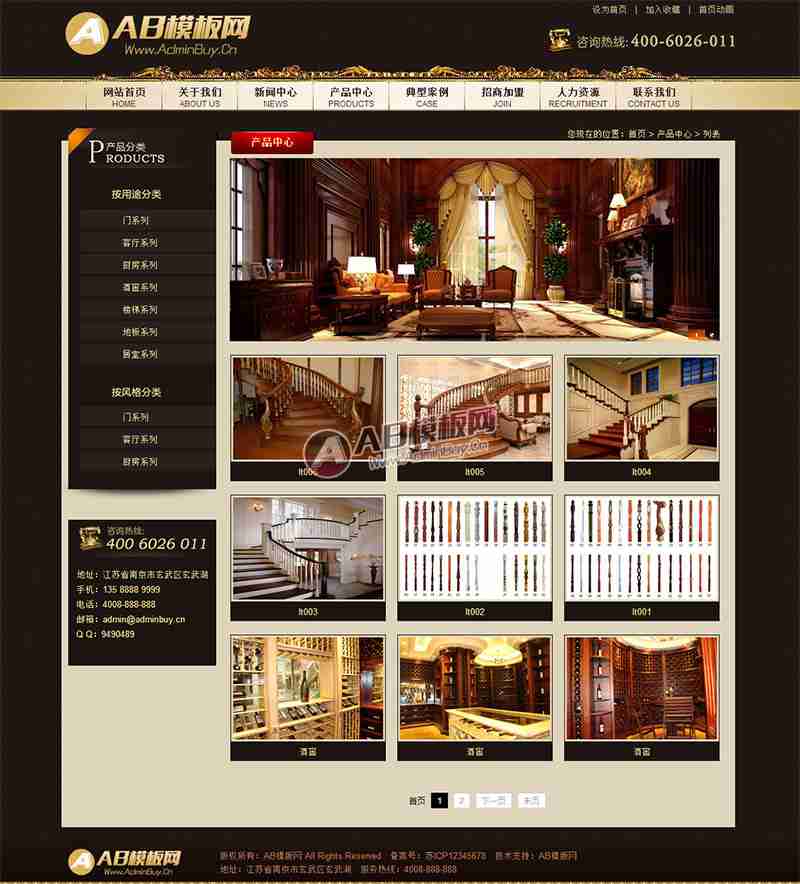 设为首页 | 加入收藏 | 首页动画
AB模板网
Www.AdminBuy.Cn
咨询热线:400-6026-011
网站首页 关于我们 新闻中心 产品中心 典型案例 招商加盟 人力资源 联系我们
HOME ABOUT US NEWS PRODUCTS CASE JOIN RECRUITMENT CONTACT US
您现在的位置：首页 > 产品中心 > 列表
产品分类
PRODUCTS
产品中心
按用途分类
门系列
客厅系列
厨房系列
酒窖系列
楼梯系列
地板系列
卧室系列
按风格分类
门系列
客厅系列
厨房系列
咨询热线:
400 6026 011
地址：江苏省南京市玄武区玄武湖
手机：135 8888 9999
电话：4008-888-888
邮箱：admin@adminbuy.cn
Q Q：9490489
1
AB模板网
Www.AdminBuy.Cn
lt006 lt005 lt004
lt003 lt002 lt001
酒窖 酒窖 酒窖
首页 1 2 下一页 末页
AB模板网
Www.AdminBuy.Cn
版权所有：AB模板网 All Rights Reserved 备案号：苏ICP12345678 技术支持：AB模板网
地址：江苏省南京市玄武区玄武湖 服务热线：4008-888-888